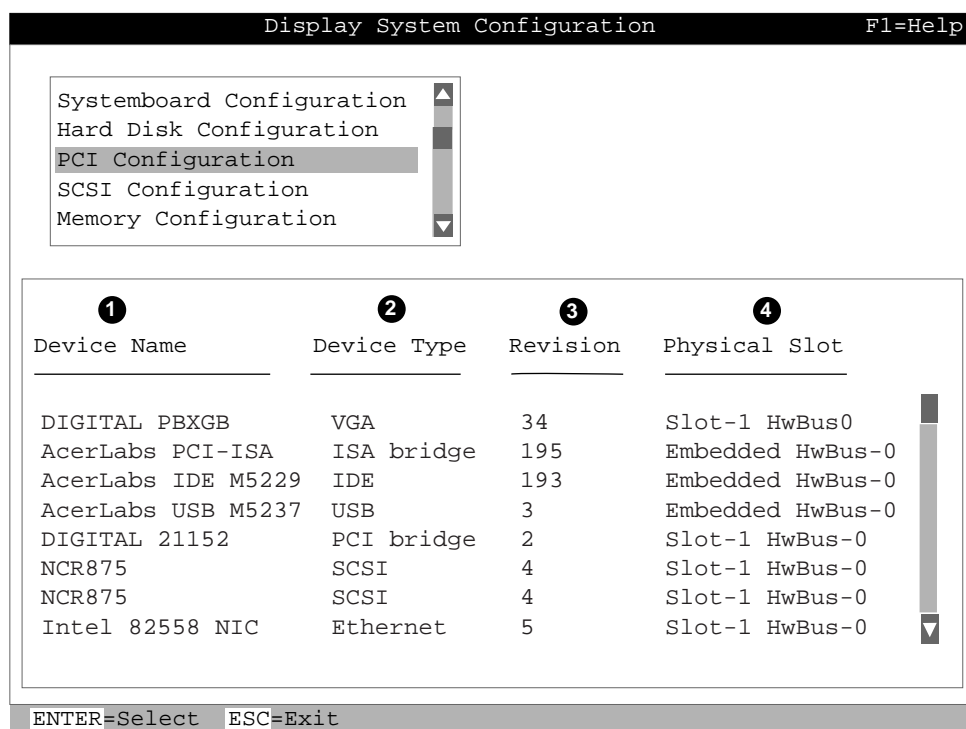 Display System Configuration F1=Help
Systemboard Configuration
Hard Disk Configuration
PCI Configuration
SCSI Configuration
Memory Configuration
1 2 3 4
Device Name Device Type Revision Physical Slot
DIGITAL PBXGB VGA 34 Slot-1 HwBus0
AcerLabs PCI-ISA ISA bridge 195 Embedded HwBus-0
AcerLabs IDE M5229 IDE 193 Embedded HwBus-0
AcerLabs USB M5237 USB 3 Embedded HwBus-0
DIGITAL 21152 PCI bridge 2 Slot-1 HwBus-0
NCR875 SCSI 4 Slot-1 HwBus-0
NCR875 SCSI 4 Slot-1 HwBus-0
Intel 82558 NIC Ethernet 5 Slot-1 HwBus-0
ENTER=Select ESC=Exit